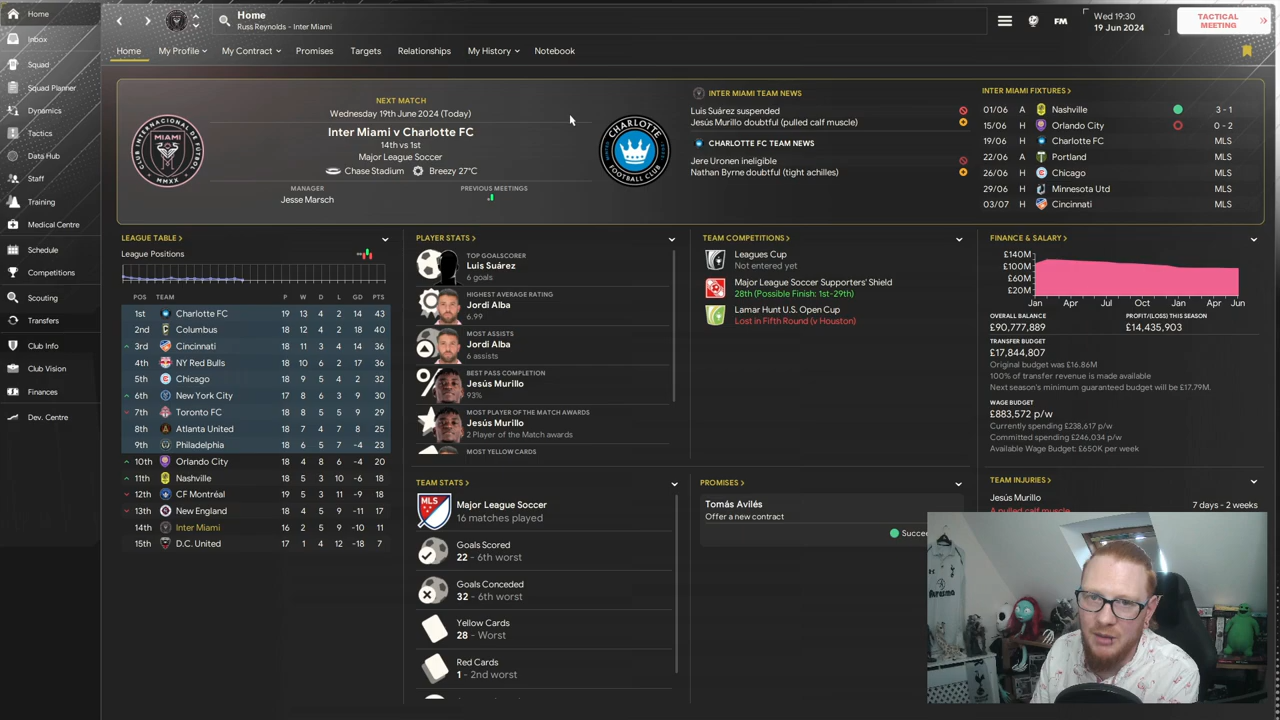 Home
Inbox
Squad
Squad Planner
Dynamics
Tactics
Data Hub
Staff
Training
Medical Centre
Schedule
Competitions
Scouting
Transfers
Club Info
Club Vision
Finances
Dev. Centre
Home
Russ Reynolds - Inter Miami
FM
Wed 19:30
19 Jun 2024
TACTICAL
MEETING
Home My Profile My Contract Promises Targets Relationships My History Notebook
NEXT MATCH
Wednesday 19th June 2024 (Today)
Inter Miami v Charlotte FC
14th vs 1st
Major League Soccer
Chase Stadium Breezy 27°C
MANAGER
Jesse Marsch
PREVIOUS MEETINGS
INTER MIAMI TEAM NEWS
Luis Suárez suspended
Jesús Murillo doubtful (pulled calf muscle)
CHARLOTTE FC TEAM NEWS
Jere Uronen ineligible
Nathan Byrne doubtful (tight achilles)
INTER MIAMI FIXTURES >
01/06 A Nashville 3 - 1
15/06 H Orlando City 0 - 2
19/06 H Charlotte FC MLS
22/06 A Portland MLS
26/06 H Chicago MLS
29/06 H Minnesota Utd MLS
03/07 H Cincinnati MLS
LEAGUE TABLE >
League Positions
POS TEAM P W D L GD PTS
1st Charlotte FC 19 13 4 2 14 43
2nd Columbus 18 12 4 2 18 40
3rd Cincinnati 18 11 3 4 14 36
4th NY Red Bulls 18 10 6 2 17 36
5th Chicago 18 9 5 4 2 32
6th New York City 17 8 6 3 9 30
7th Toronto FC 18 8 5 5 9 29
8th Atlanta United 18 7 4 7 8 25
9th Philadelphia 18 6 5 7 -4 23
10th Orlando City 18 4 8 6 -4 20
11th Nashville 18 5 3 10 -6 18
12th CF Montréal 19 5 3 11 -9 18
13th New England 18 4 5 9 -11 17
14th Inter Miami 16 2 5 9 -10 11
15th D.C. United 17 1 4 12 -18 7
PLAYER STATS >
TOP GOALSCORER
Luis Suárez
6 goals
HIGHEST AVERAGE RATING
Jordi Alba
6.99
MOST ASSISTS
Jordi Alba
6 assists
BEST PASS COMPLETION
Jesús Murillo
93%
MOST PLAYER OF THE MATCH AWARDS
Jesús Murillo
2 Player of the Match awards
MOST YELLOW CARDS
TEAM STATS >
Major League Soccer
16 matches played
Goals Scored
22 - 6th worst
Goals Conceded
32 - 6th worst
Yellow Cards
28 - Worst
Red Cards
1 - 2nd worst
TEAM COMPETITIONS >
Leagues Cup
Not entered yet
Major League Soccer Supporters' Shield
28th (Possible Finish: 1st-29th)
Lamar Hunt U.S. Open Cup
Lost in Fifth Round (v Houston)
PROMISES >
Tomás Avilés
Offer a new contract
Succe
FINANCE & SALARY >
£140M
£100M
£60M
£20M
Jan Apr Jul Oct Jan Apr Jun
OVERALL BALANCE
£90,777,889
PROFIT/(LOSS) THIS SEASON
£14,435,903
TRANSFER BUDGET
£17,844,807
Original budget was £16.86M
100% of transfer revenue is made available
Next season's minimum guaranteed budget will be £17.79M.
WAGE BUDGET
£883,572 p/w
Currently spending £238,617 p/w
Committed spending £246,034 p/w
Available Wage Budget: £650K per week
TEAM INJURIES >
Jesús Murillo
A pulled calf muscle
7 days - 2 weeks